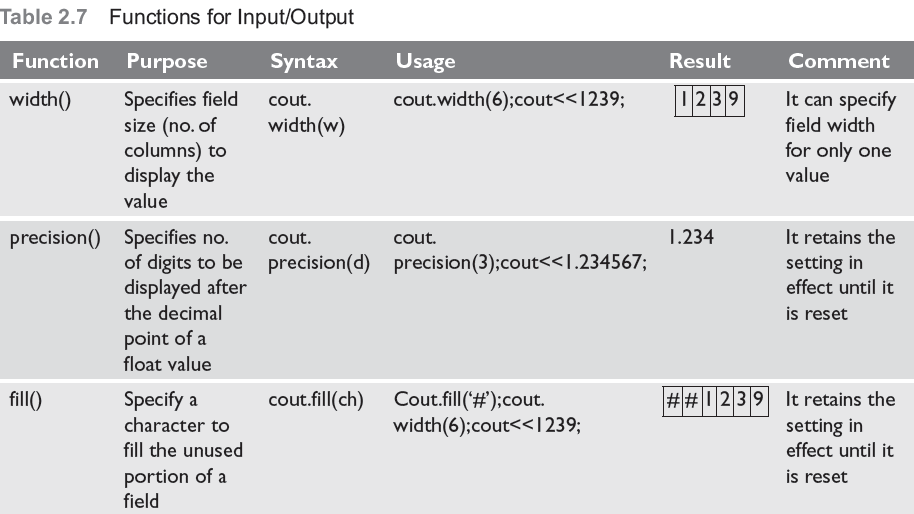 Table 2.7 Functions for Input/Output
Function Purpose Syntax Usage Result Comment
width() Specifies field cout. cout.width(6);cout<<1239; 1 2 3 9 It can specify
size (no. of width(w) field width
columns) to for only one
display the value
value
precision() Specifies no. cout. cout. 1.234 It retains the
of digits to be precision(d) precision(3);cout<<1.234567; setting in
displayed after effect until it
the decimal is reset
point of a
float value
fill() Specify a cout.fill(ch) Cout.fill(‘#’);cout. # # 1 2 3 9 It retains the
character to width(6);cout<<1239; setting in
fill the unused effect until it
portion of a is reset
field